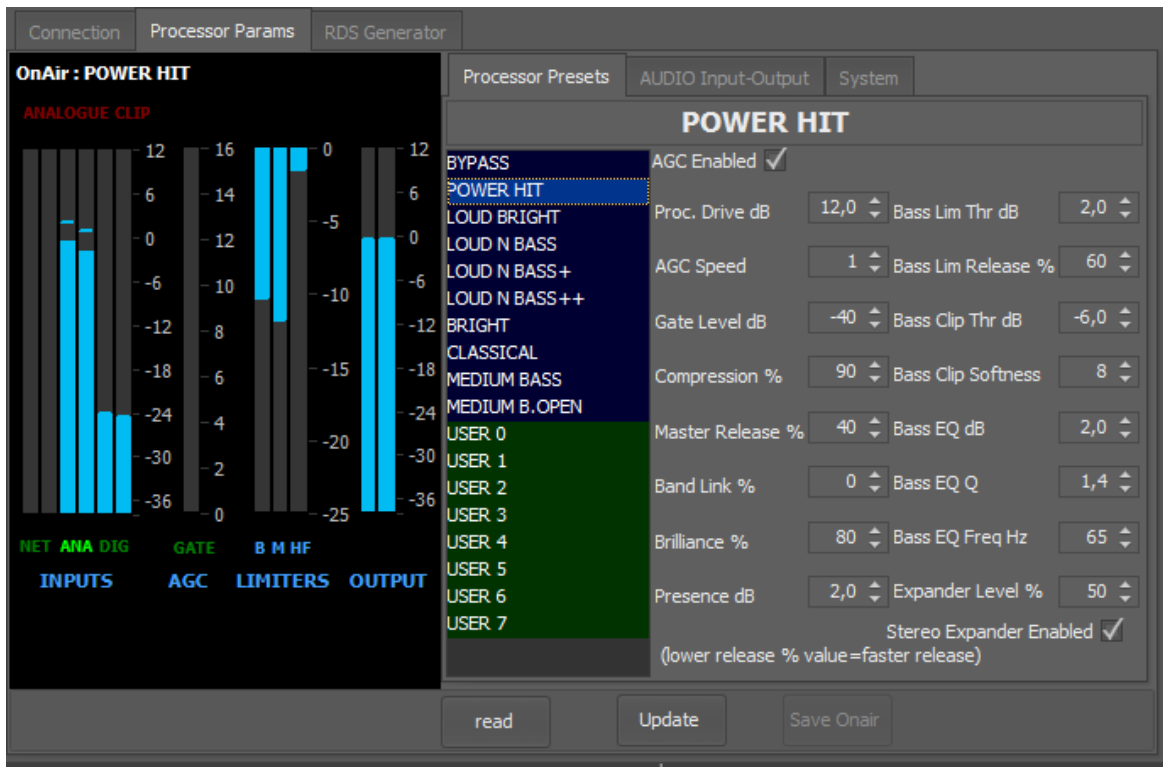 Connection Processor Params RDS Generator
OnAir : POWER HIT
ANALOGUE CLIP
12
6
0
-6
-12
-18
-24
-30
-36
16
14
12
10
8
6
4
2
0
0
-5
-10
-15
-20
-25
12
6
0
-6
-12
-18
-24
-30
-36
NET ANA DIG GATE B M HF
INPUTS AGC LIMITERS OUTPUT
Processor Presets AUDIO Input-Output System
POWER HIT
BYPASS
POWER HIT
LOUD BRIGHT
LOUD N BASS
LOUD N BASS+
LOUD N BASS++
BRIGHT
CLASSICAL
MEDIUM BASS
MEDIUM B.OPEN
USER 0
USER 1
USER 2
USER 3
USER 4
USER 5
USER 6
USER 7
AGC Enabled
Proc. Drive dB 12,0 Bass Lim Thr dB 2,0
AGC Speed 1 Bass Lim Release % 60
Gate Level dB -40 Bass Clip Thr dB -6,0
Compression % 90 Bass Clip Softness 8
Master Release % 40 Bass EQ dB 2,0
Band Link % 0 Bass EQ Q 1,4
Brilliance % 80 Bass EQ Freq Hz 65
Presence dB 2,0 Expander Level % 50
Stereo Expander Enabled
(lower release % value=faster release)
read Update Save Onair